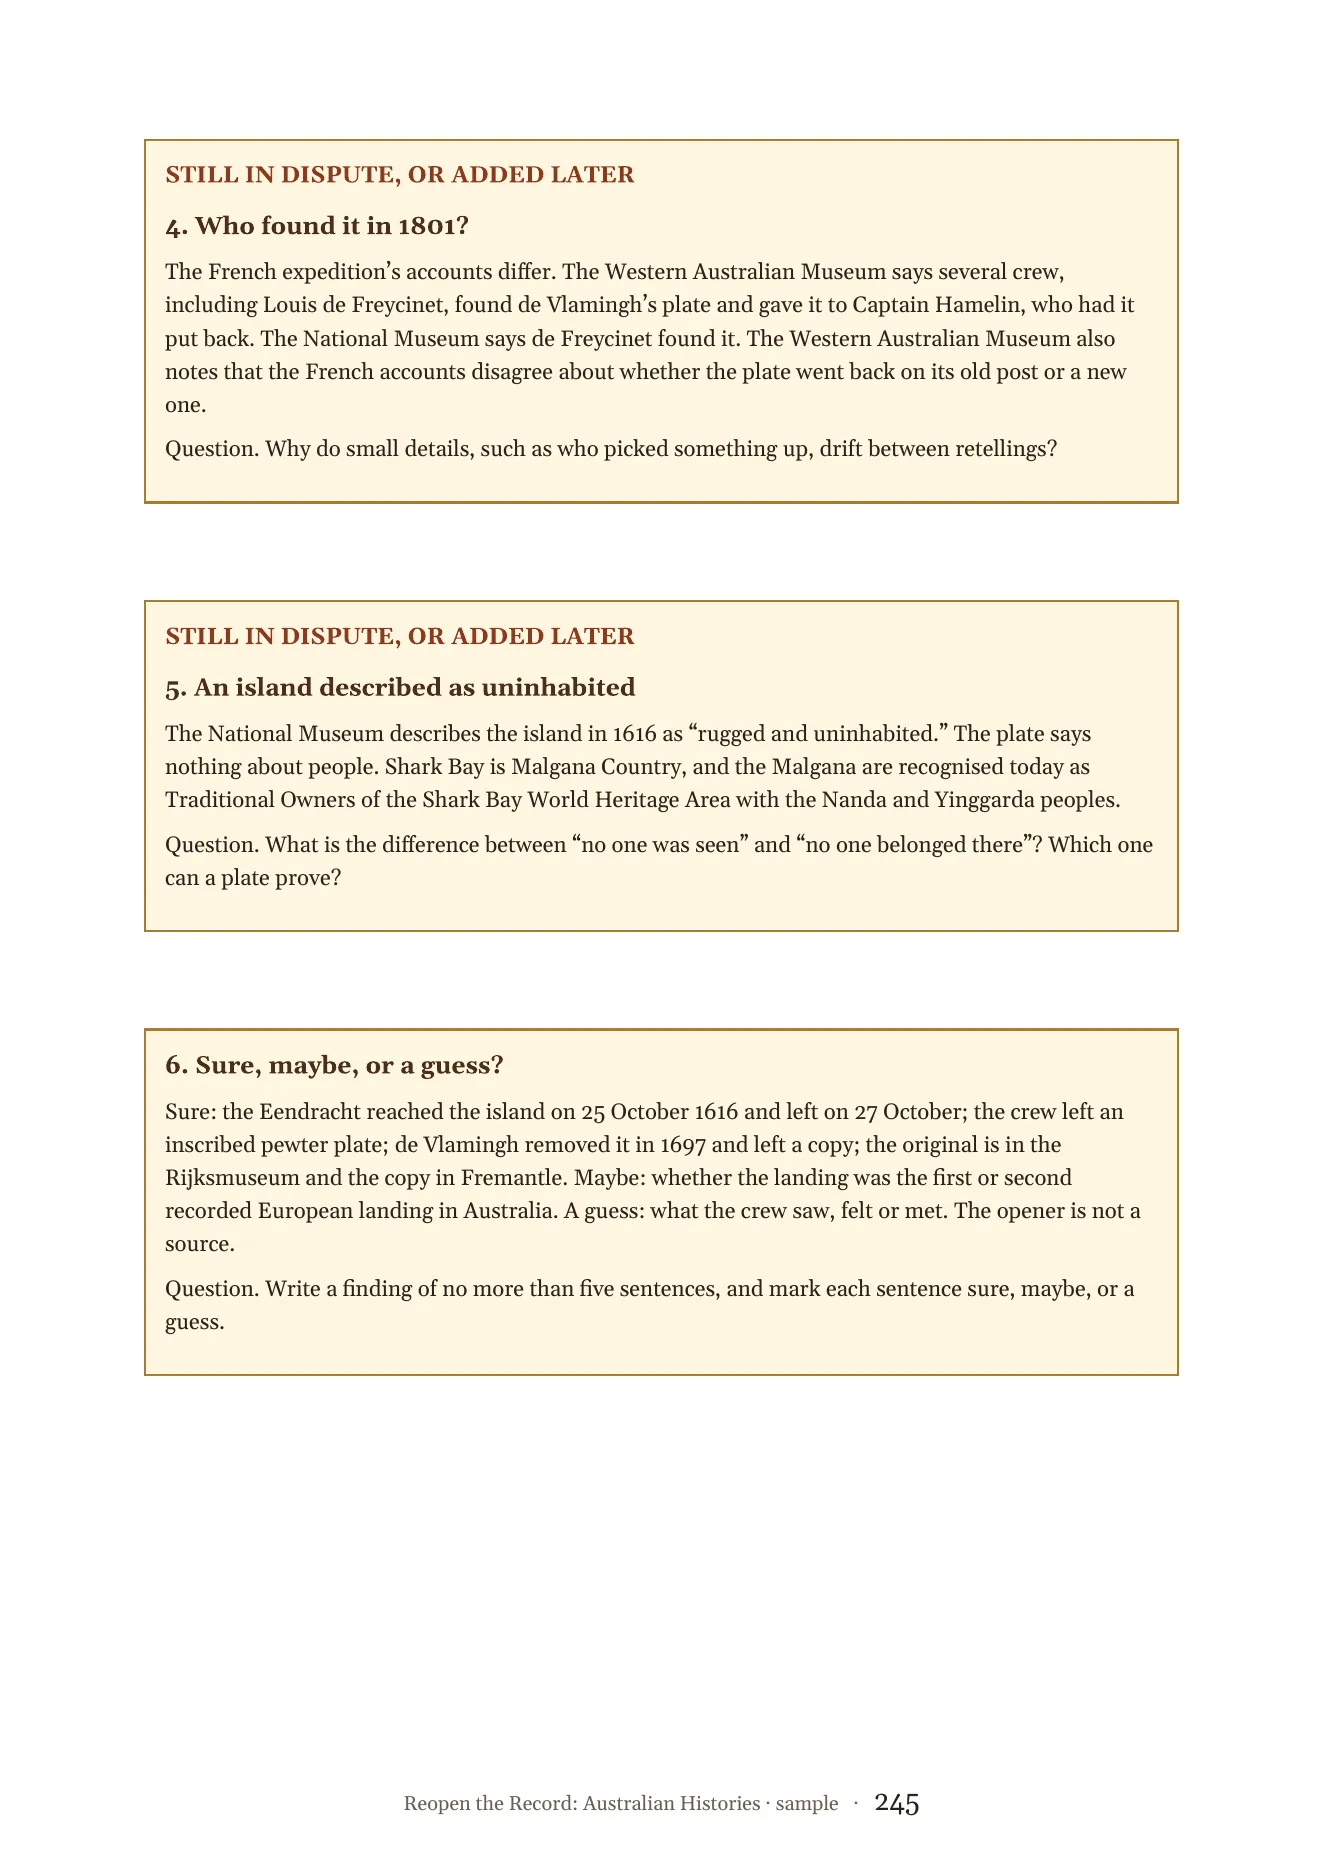 STILL IN DISPUTE, OR ADDED LATER
4. Who found it in 1801?
The French expedition’s accounts differ. The Western Australian Museum says several crew,
including Louis de Freycinet, found de Vlamingh’s plate and gave it to Captain Hamelin, who had it
put back. The National Museum says de Freycinet found it. The Western Australian Museum also
notes that the French accounts disagree about whether the plate went back on its old post or a new
one.
Question. Why do small details, such as who picked something up, drift between retellings?
STILL IN DISPUTE, OR ADDED LATER
5. An island described as uninhabited
The National Museum describes the island in 1616 as “rugged and uninhabited.” The plate says
nothing about people. Shark Bay is Malgana Country, and the Malgana are recognised today as
Traditional Owners of the Shark Bay World Heritage Area with the Nanda and Yinggarda peoples.
Question. What is the difference between “no one was seen” and “no one belonged there”? Which one
can a plate prove?
6. Sure, maybe, or a guess?
Sure: the Eendracht reached the island on 25 October 1616 and left on 27 October; the crew left an
inscribed pewter plate; de Vlamingh removed it in 1697 and left a copy; the original is in the
Rijksmuseum and the copy in Fremantle. Maybe: whether the landing was the first or second
recorded European landing in Australia. A guess: what the crew saw, felt or met. The opener is not a
source.
Question. Write a finding of no more than five sentences, and mark each sentence sure, maybe, or a
guess.
Reopen the Record: Australian Histories · sample · 245